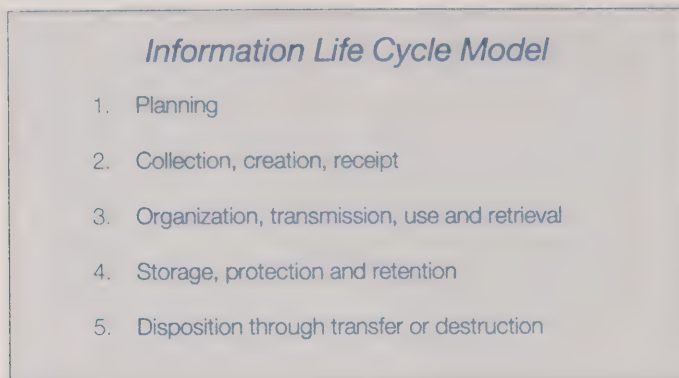 Information Life Cycle Model
1. Planning
2. Collection, creation, receipt
3. Organization, transmission, use and retrieval
4. Storage, protection and retention
5. Disposition through transfer or destruction